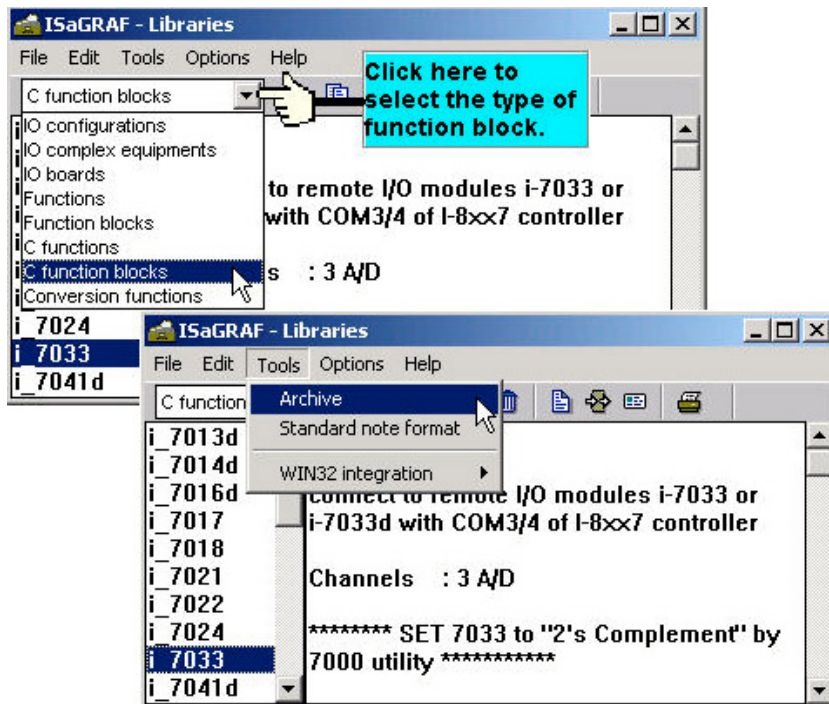 ISaGRAF - Libraries
File Edit Tools Options Help
C function blocks
Click here to
select the type of
function block.
IO configurations
IO complex equipments
IO boards
Functions
Function blocks
C functions
C function blocks
Conversion functions
to remote I/O modules i-7033 or
with COM3/4 of I-8xx7 controller
s : 3 A/D
i_7024
i_7033
i_7041d
ISaGRAF - Libraries
File Edit Tools Options Help
C function
Archive
Standard note format
WIN32 integration
i_7013d
i_7014d
i_7016d
i_7017
i_7018
i_7021
i_7022
i_7024
i_7033
i_7041d
connect to remote I/O modules i-7033 or
i-7033d with COM3/4 of I-8xx7 controller
Channels : 3 A/D
******** SET 7033 to "2's Complement" by
7000 utility ***********